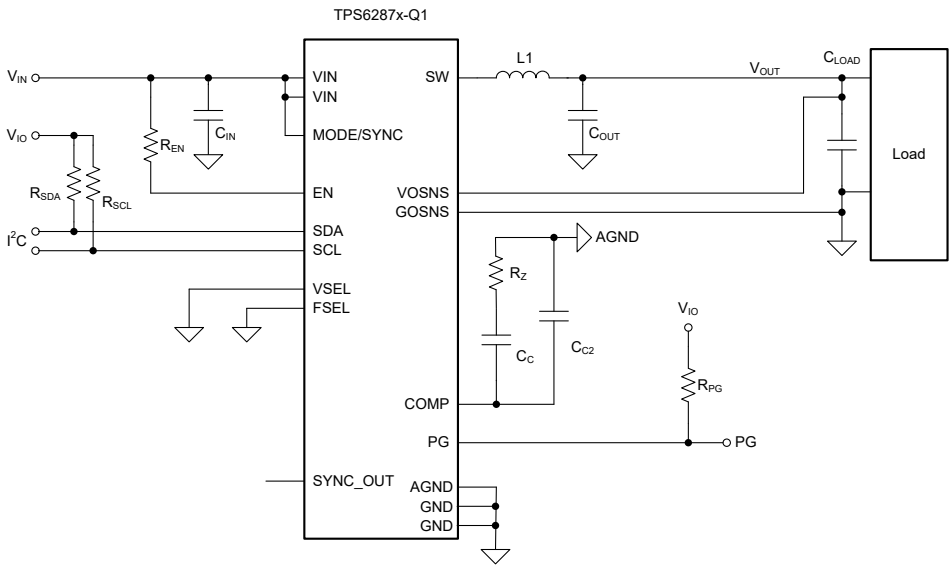 TPS6287x-Q1
VIN
VIN
VIN
MODE/SYNC
CIN
REN
VIO
RSDA
RSCL
EN
I2C
SDA
SCL
VSEL
FSEL
SYNC_OUT
SW
L1
VOUT
CLOAD
COUT
Load
VOSNS
GOSNS
AGND
RZ
CC
CC2
COMP
VIO
RPG
PG
PG
AGND
GND
GND